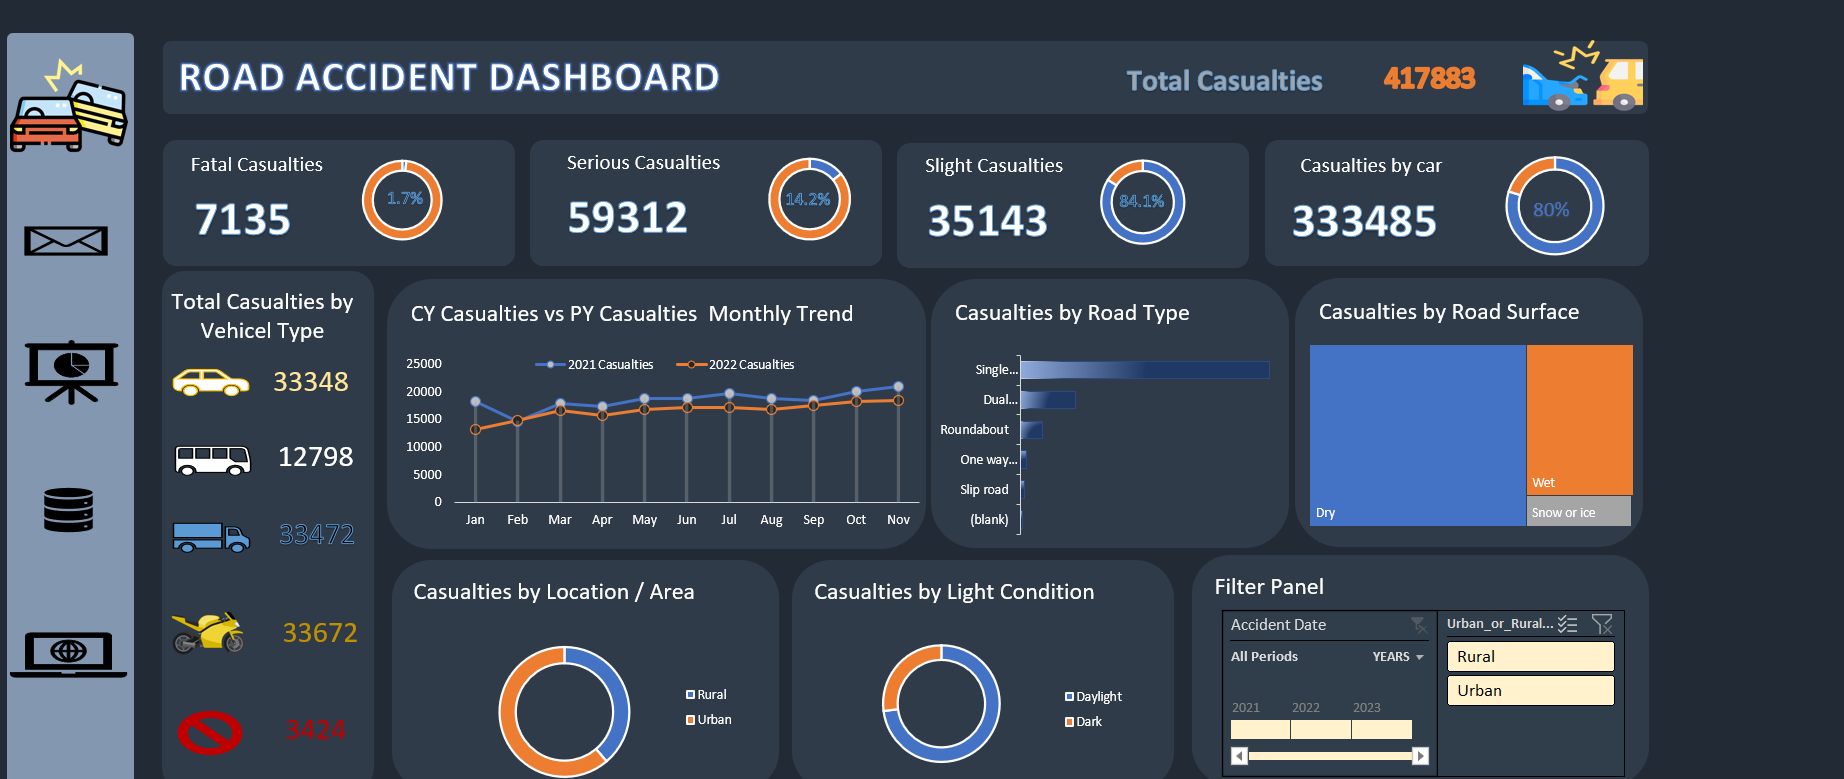 ROAD ACCIDENT DASHBOARD
Total Casualties 417883
Fatal Casualties
7135
1.7%
Serious Casualties
59312
14.2%
Slight Casualties
35143
84.1%
Casualties by car
333485
80%
Total Casualties by
Vehicel Type
33348
12798
33472
33672
3424
CY Casualties vs PY Casualties Monthly Trend
2021 Casualties 2022 Casualties
25000
20000
15000
10000
5000
0
Jan Feb Mar Apr May Jun Jul Aug Sep Oct Nov
Casualties by Road Type
Single...
Dual...
Roundabout
One way...
Slip road
(blank)
Casualties by Road Surface
Dry
Wet
Snow or ice
Casualties by Location / Area
Rural
Urban
Casualties by Light Condition
Daylight
Dark
Filter Panel
Accident Date
All Periods YEARS
2021 2022 2023
Urban_or_Rural...
Rural
Urban